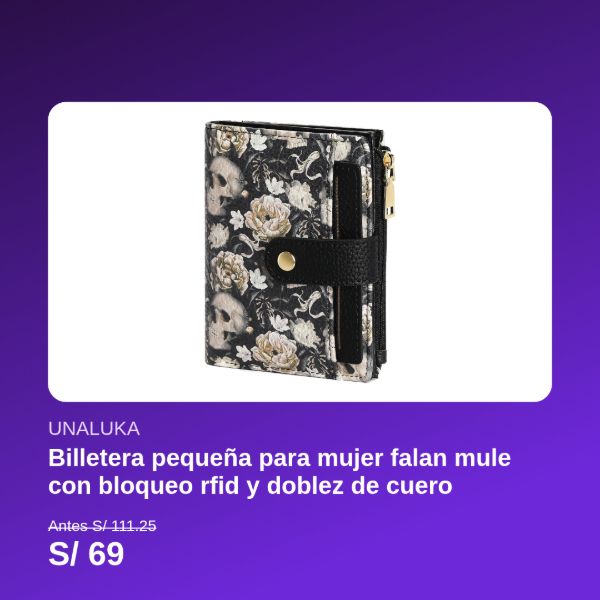 UNALUKA
Billetera pequeña para mujer falan mule
con bloqueo rfid y doblez de cuero
Antes S/ 111.25
S/ 69